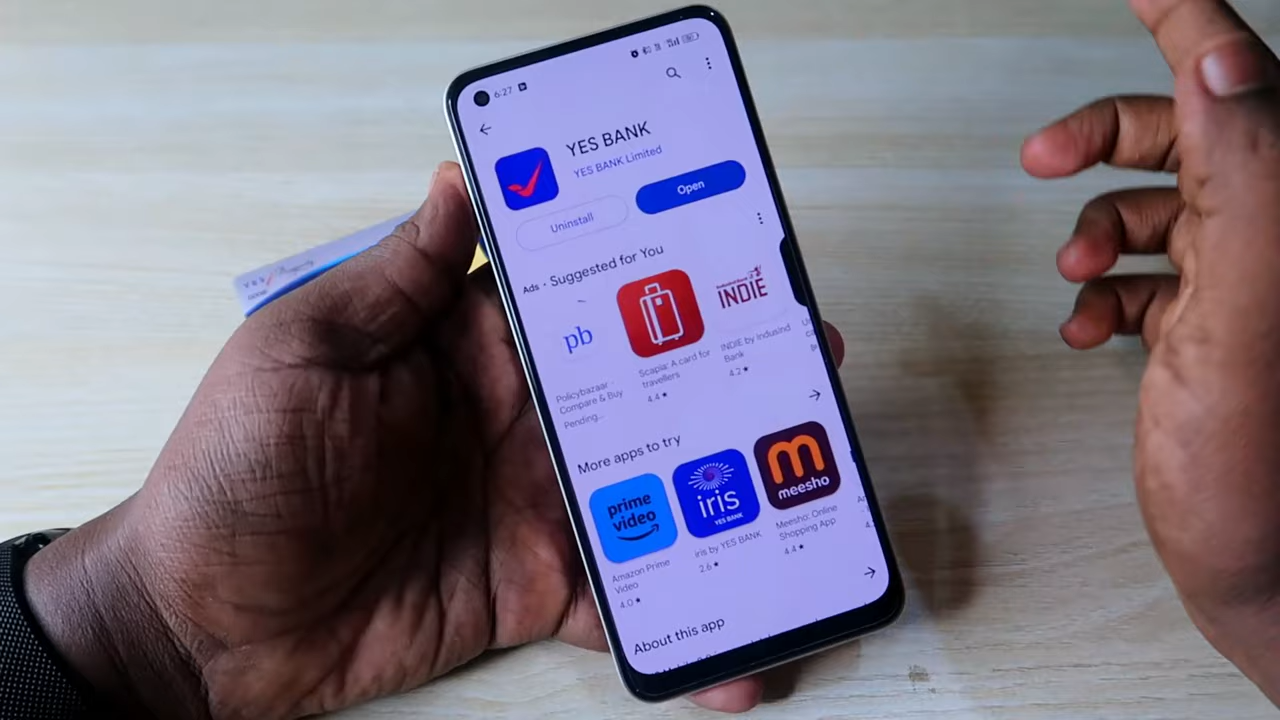 6:27
YES BANK
YES BANK Limited
Uninstall
Open
Ads · Suggested for You
pb
INDIE
Policybazaar -
Compare & Buy
Pending...
Scapia: A card for
travellers
4.4★
INDIE by Indusind
Bank
4.2★
More apps to try
prime
video
iris
YES BANK
meesho
Amazon Prime
Video
4.0★
iris by YES BANK
2.6★
Meesho: Online
Shopping App
4.4★
About this app
YES Prosperity